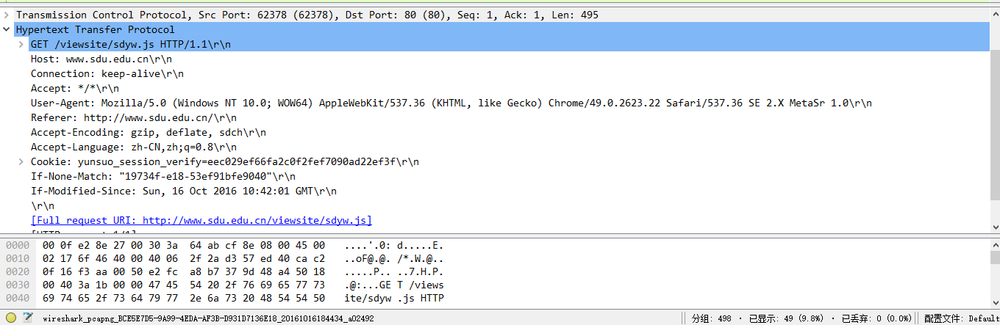 Transmission Control Protocol, Src Port: 62378 (62378), Dst Port: 80 (80), Seq: 1, Ack: 1, Len: 495
Hypertext Transfer Protocol
GET /viewsite/sdyw.js HTTP/1.1\r\n
Host: www.sdu.edu.cn\r\n
Connection: keep-alive\r\n
Accept: */*\r\n
User-Agent: Mozilla/5.0 (Windows NT 10.0; WOW64) AppleWebKit/537.36 (KHTML, like Gecko) Chrome/49.0.2623.22 Safari/537.36 SE 2.X MetaSr 1.0\r\n
Referer: http://www.sdu.edu.cn/\r\n
Accept-Encoding: gzip, deflate, sdch\r\n
Accept-Language: zh-CN,zh;q=0.8\r\n
Cookie: yunsuo_session_verify=eec029ef66fa2c0f2fef7090ad22ef3f\r\n
If-None-Match: "19734f-e18-53ef91bfe9040"\r\n
If-Modified-Since: Sun, 16 Oct 2016 10:42:01 GMT\r\n
\r\n
[Full request URI: http://www.sdu.edu.cn/viewsite/sdyw.js]
0000 00 0f e2 8e 27 00 30 3a 64 ab cf 8e 08 00 45 00 ....'.0: d.....E.
0010 02 17 6f 46 40 00 40 06 2f 2a d3 57 ed 40 ca c2 ..oF@.@. /*.W.@..
0020 0f 16 f3 aa 00 50 e2 fc a8 b7 37 9d 48 a4 50 18 .....P.. ..7.H.P.
0030 00 40 3a 1b 00 00 47 45 54 20 2f 76 69 65 77 73 .@:...GE T /views
0040 69 74 65 2f 73 64 79 77 2e 6a 73 20 48 54 54 50 ite/sdyw .js HTTP
wireshark_pcapng_BCE5E7D5-9A99-4EDA-AF3B-D931D7136E18_20161016184434_a02492 分组: 498 · 已显示: 49 (9.8%) · 已丢弃: 0 (0.0%) 配置文件: Default